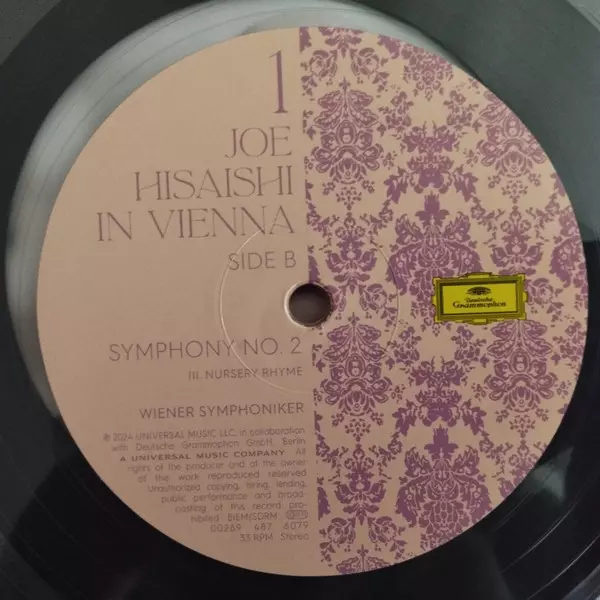 1
JOE
HISAISHI
IN VIENNA
SIDE B
Deutsche
Grammophon
SYMPHONY NO. 2
III. NURSERY RHYME
WIENER SYMPHONIKER
℗ 2024 UNIVERSAL MUSIC LLC, in collaboration
with Deutsche Grammophon GmbH, Berlin
A UNIVERSAL MUSIC COMPANY All
rights of the producer and of the owner
of the work reproduced reserved
Unauthorized copying, hiring, lending,
public performance and broad-
casting of this record pro-
hibited BIEM/SDRM
00289 487 6079
33 RPM Stereo